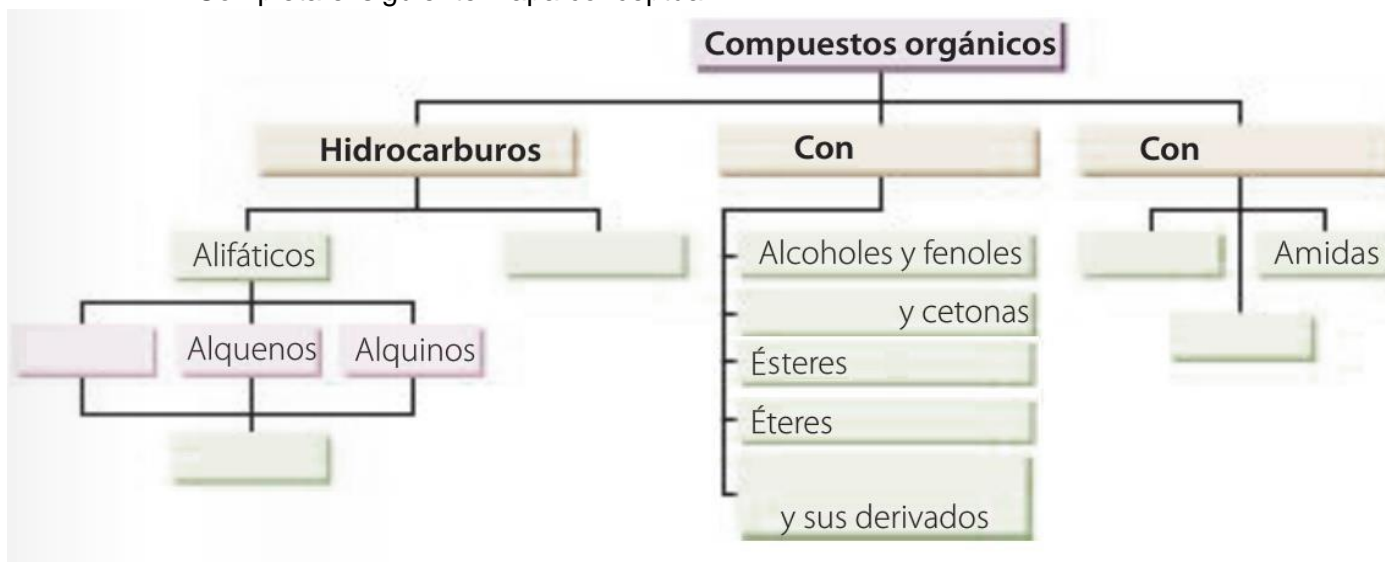 Compuestos orgánicos
Hidrocarburos
Con
Con
Alifáticos
Alcoholes y fenoles
Amidas
y cetonas
Alquenos
Alquinos
Ésteres
Éteres
y sus derivados